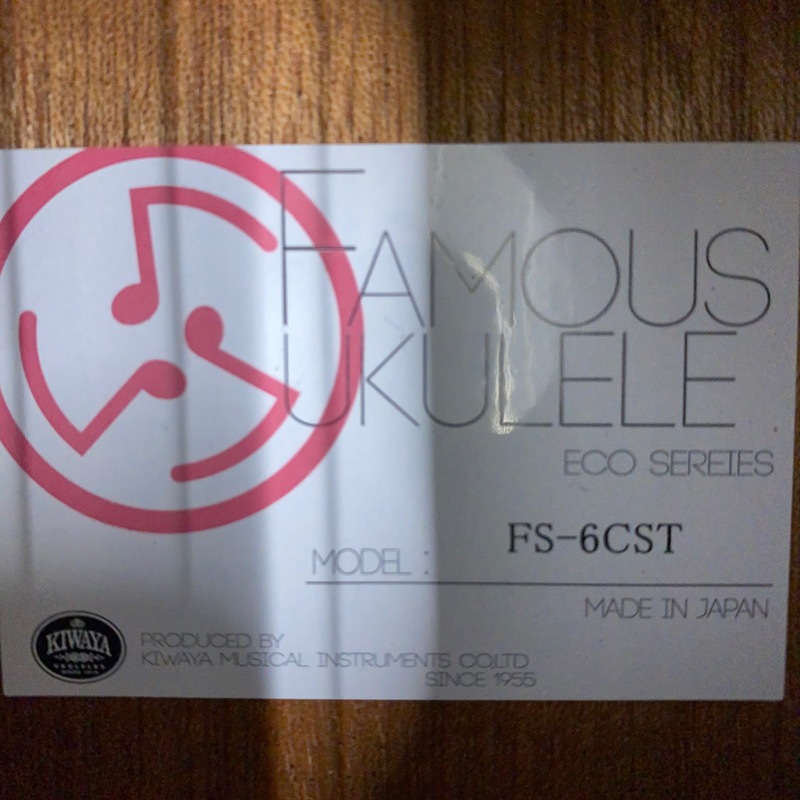 FAMOUS
UKULELE
ECO SEREIES
MODEL : FS-6CST
MADE IN JAPAN
KIWAYA
PRODUCED BY
KIWAYA MUSICAL INSTRUMENTS CO.LTD
SINCE 1955